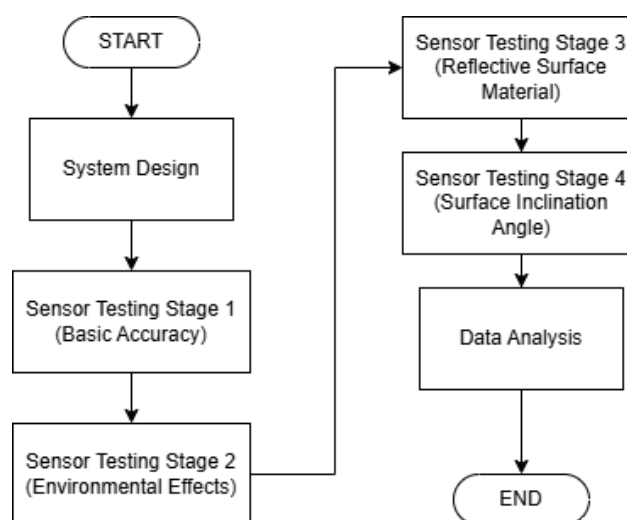 START
System Design
Sensor Testing Stage 1
(Basic Accuracy)
Sensor Testing Stage 2
(Environmental Effects)
Sensor Testing Stage 3
(Reflective Surface
Material)
Sensor Testing Stage 4
(Surface Inclination
Angle)
Data Analysis
END